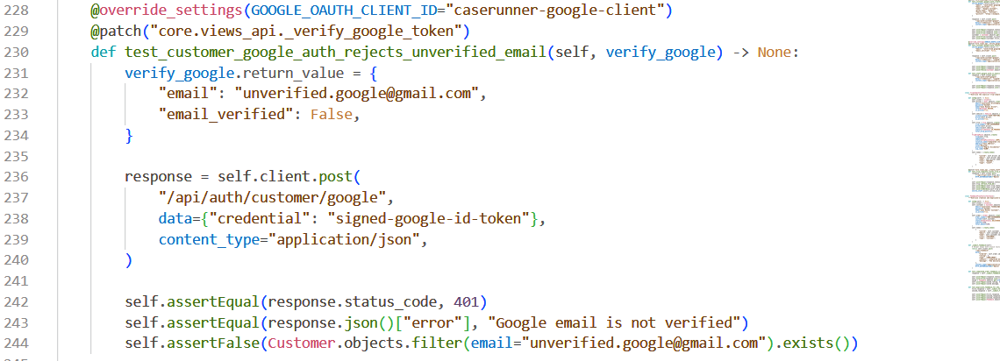 228 @override_settings(GOOGLE_OAUTH_CLIENT_ID="caserunner-google-client")
229 @patch("core.views_api._verify_google_token")
230 def test_customer_google_auth_rejects_unverified_email(self, verify_google) -> None:
231 verify_google.return_value = {
232 "email": "unverified.google@gmail.com",
233 "email_verified": False,
234 }
235
236 response = self.client.post(
237 "/api/auth/customer/google",
238 data={"credential": "signed-google-id-token"},
239 content_type="application/json",
240 )
241
242 self.assertEqual(response.status_code, 401)
243 self.assertEqual(response.json()["error"], "Google email is not verified")
244 self.assertFalse(Customer.objects.filter(email="unverified.google@gmail.com").exists())